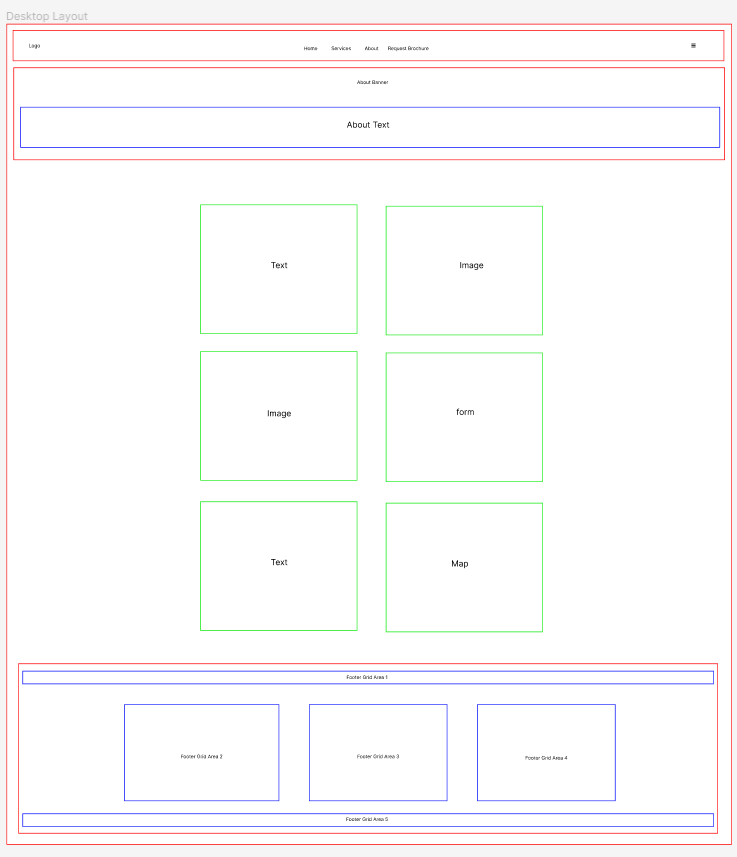 Desktop Layout
Logo
Home Services About Request Brochure
About Banner
About Text
Text
Image
Image
form
Text
Map
Footer Grid Area 1
Footer Grid Area 2
Footer Grid Area 3
Footer Grid Area 4
Footer Grid Area 5